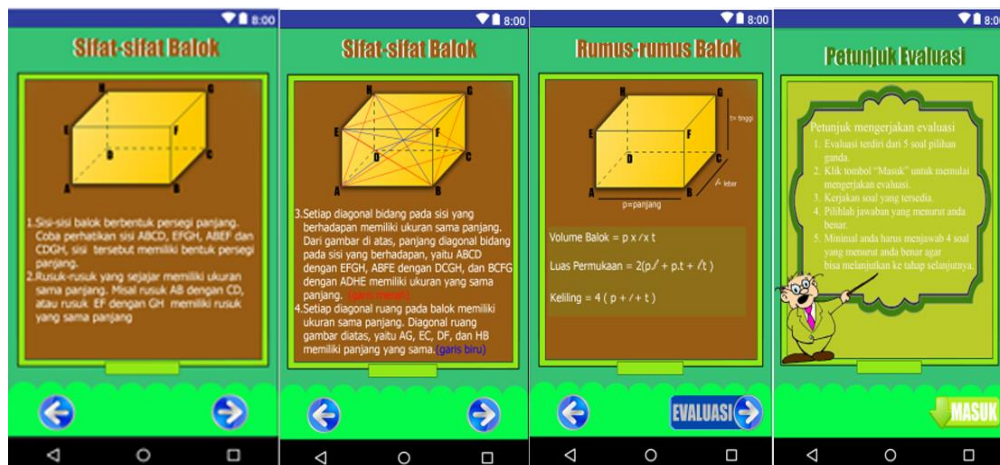 8:00
Sifat-sifat Balok
H
G
E
F
D
C
A
B
1.Sisi-sisi balok berbentuk persegi panjang.
Coba perhatikan sisi ABCD, EFGH, ABEF dan
CDGH, sisi tersebut memiliki bentuk persegi
panjang.
2.Rusuk-rusuk yang sejajar memiliki ukuran
sama panjang. Misal rusuk AB dengan CD,
atau rusuk EF dengan GH memiliki rusuk
yang sama panjang
8:00
Sifat-sifat Balok
H
G
E
F
D
C
A
B
3.Setiap diagonal bidang pada sisi yang
berhadapan memiliki ukuran sama panjang.
Dari gambar di atas, panjang diagonal bidang
pada sisi yang berhadapan, yaitu ABCD
dengan EFGH, ABFE dengan DCGH, dan BCFG
dengan ADHE memiliki ukuran yang sama
panjang. (garis merah)
4.Setiap diagonal ruang pada balok memiliki
ukuran sama panjang. Diagonal ruang
gambar diatas, yaitu AG, EC, DF, dan HB
memiliki panjang yang sama.(garis biru)
8:00
Rumus-rumus Balok
H
G
t= tinggi
E
F
D
C
l= lebar
A
B
p=panjang
Volume Balok = p x l x t
Luas Permukaan = 2(p.l + p.t + l.t )
Keliling = 4 ( p + l + t )
EVALUASI
8:0
Petunjuk Evaluasi
Petunjuk mengerjakan evaluasi
1. Evaluasi terdiri dari 5 soal pilihan
ganda.
2. Klik tombol "Masuk" untuk memulai
mengerjakan evaluasi.
3. Kerjakan soal yang tersedia.
4. Pilihlah jawaban yang menurut anda
benar.
5. Minimal anda harus menjawab 4 soal
yang menurut anda benar agar
bisa melanjutkan ke tahap selanjutnya.
MASUK